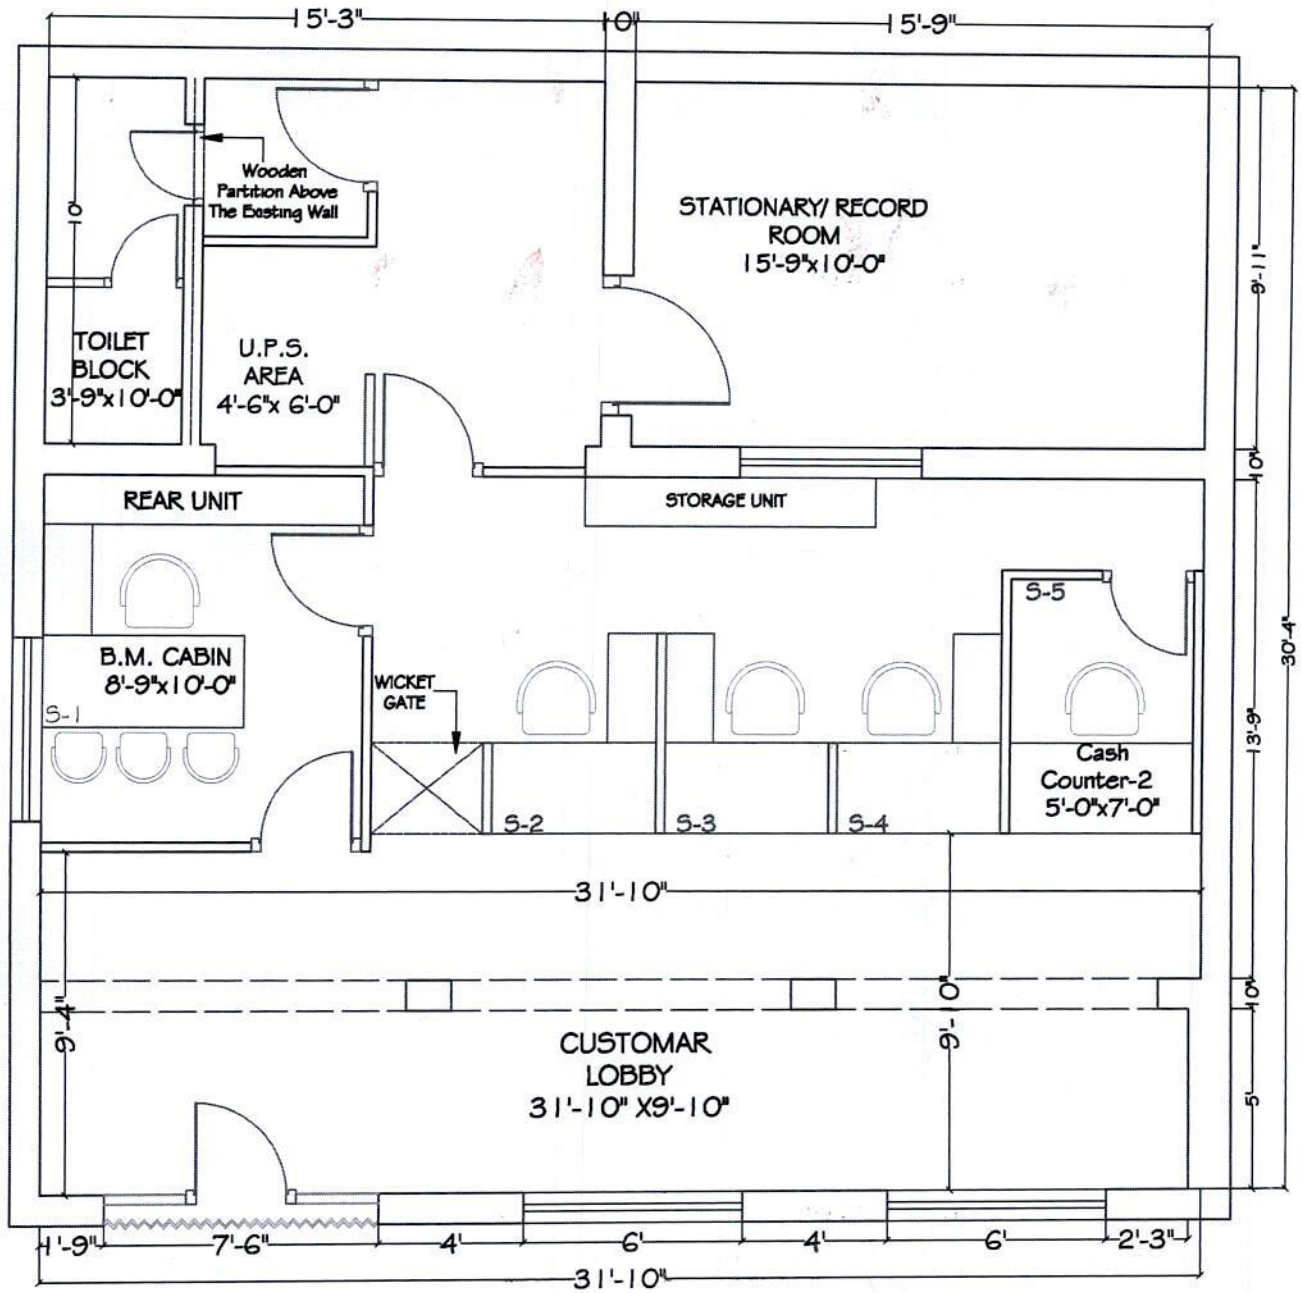 15'-3"
10"
15'-9"
Wooden
Partition Above
The Existing Wall
10'
STATIONARY/ RECORD
ROOM
15'-9"x10'-0"
9'-11"
TOILET
BLOCK
3'-9"x10'-0"
U.P.S.
AREA
4'-6"x 6'-0"
10"
REAR UNIT
STORAGE UNIT
S-5
30'-4"
B.M. CABIN
8'-9"x10'-0"
S-1
WICKET
GATE
13'-9"
Cash
Counter-2
5'-0"x7'-0"
S-2
S-3
S-4
31'-10"
9'-4"
9'-10"
10"
CUSTOMAR
LOBBY
31'-10" X9'-10"
5'
1'-9"
7'-6"
4'
6'
4'
6'
2'-3"
31'-10"